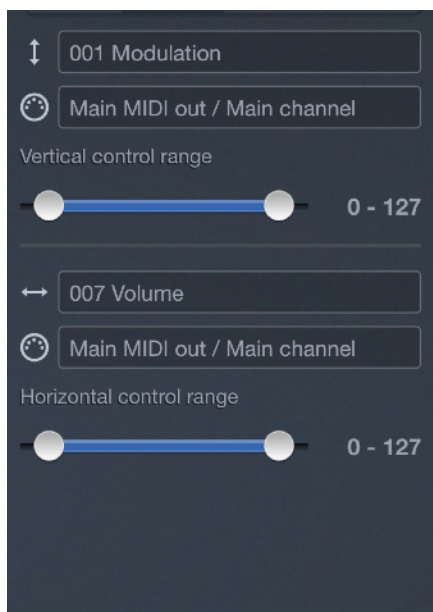 001 Modulation
Main MIDI out / Main channel
Vertical control range
0 - 127
007 Volume
Main MIDI out / Main channel
Horizontal control range
0 - 127